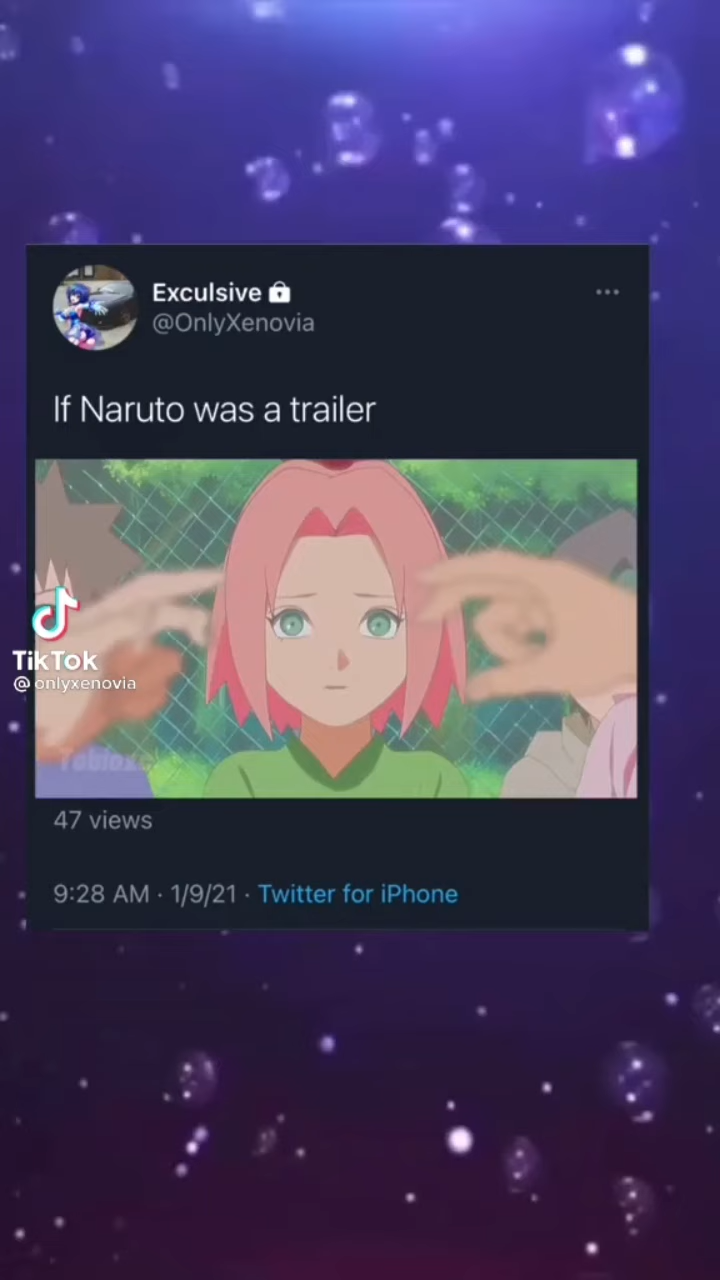 Exculsive
@OnlyXenovia
If Naruto was a trailer
TikTok
@onlyxenovia
47 views
9:28 AM · 1/9/21 · Twitter for iPhone